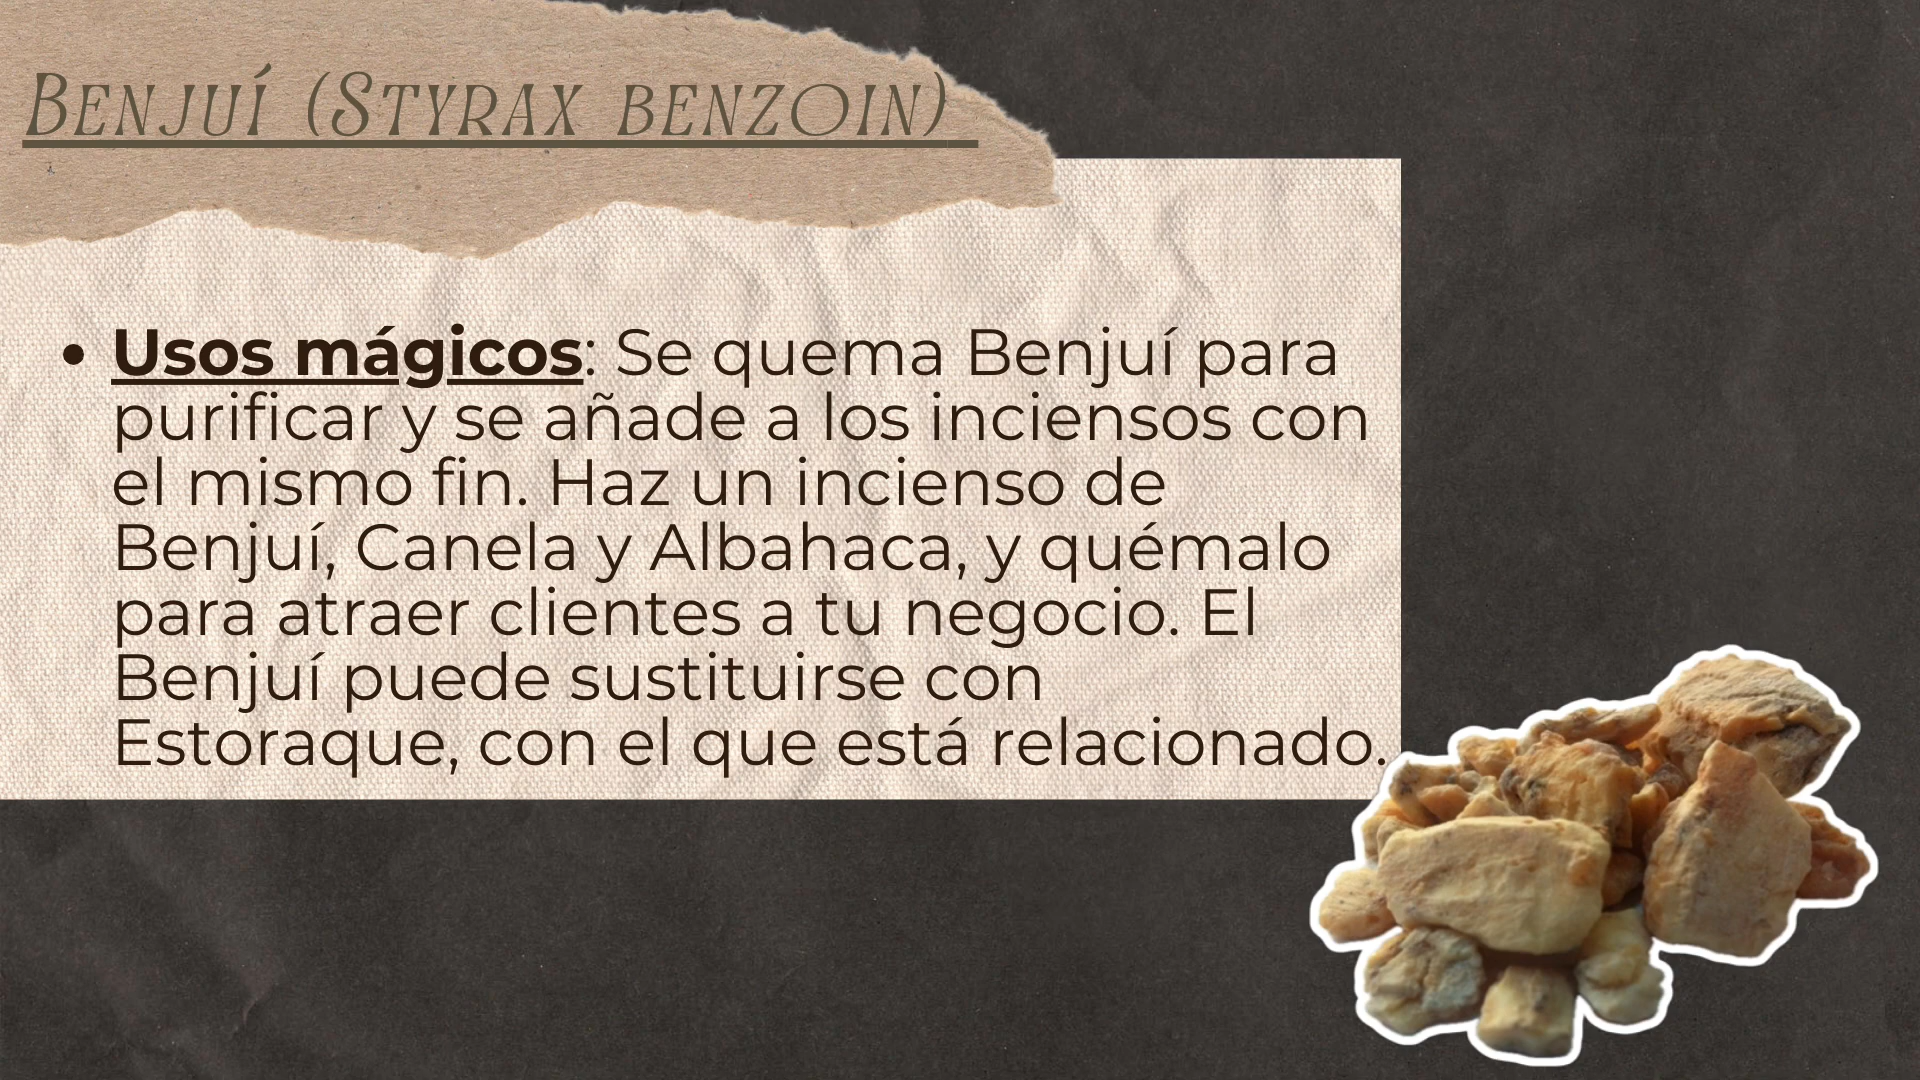 Benjuí (Styrax benzoin)
• Usos mágicos: Se quema Benjuí para
purificar y se añade a los inciensos con
el mismo fin. Haz un incienso de
Benjuí, Canela y Albahaca, y quémalo
para atraer clientes a tu negocio. El
Benjuí puede sustituirse con
Estoraque, con el que está relacionado.